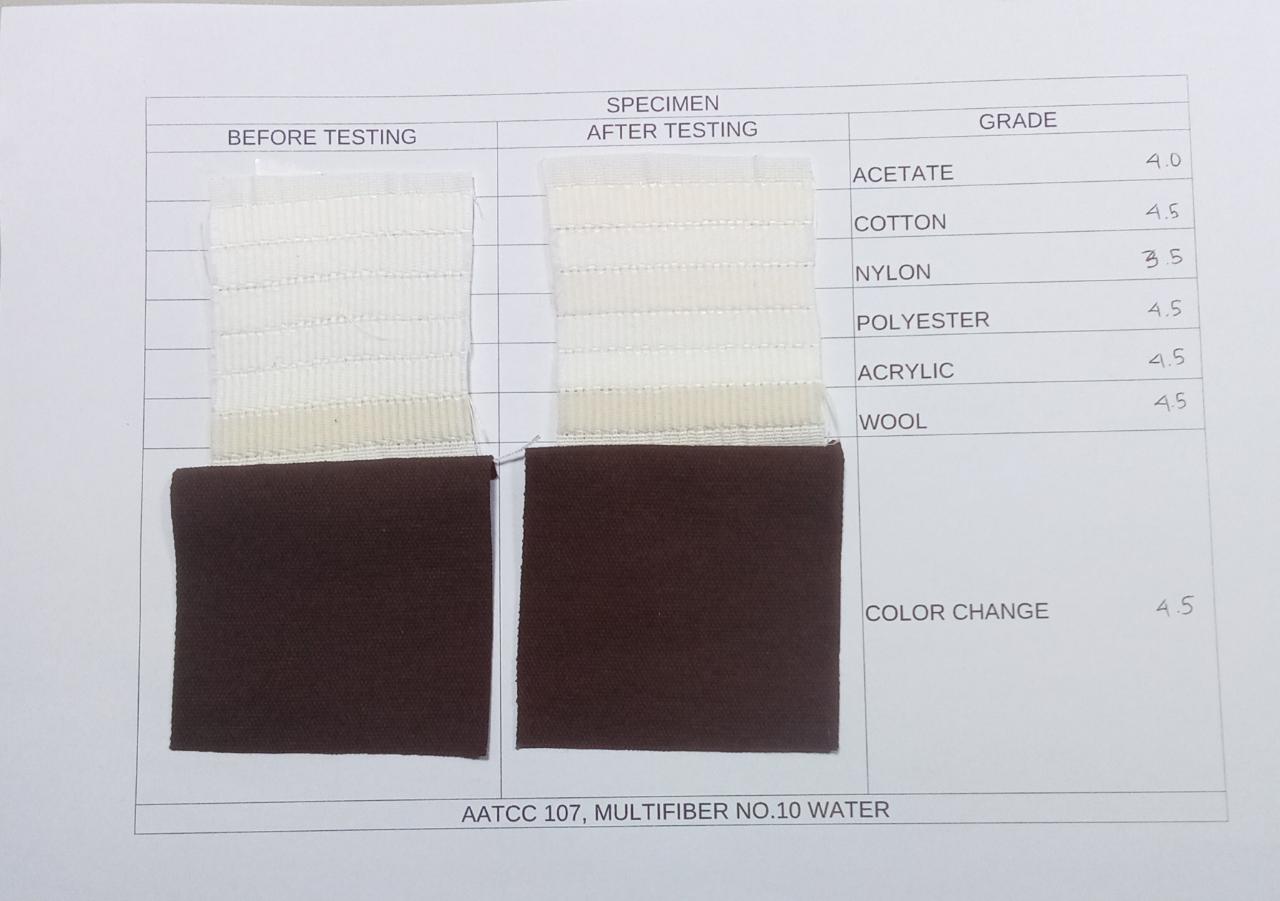 SPECIMEN
BEFORE TESTING AFTER TESTING GRADE
ACETATE 4.0
COTTON 4.5
NYLON 3.5
POLYESTER 4.5
ACRYLIC 4.5
WOOL 4.5
COLOR CHANGE 4.5
AATCC 107, MULTIFIBER NO.10 WATER